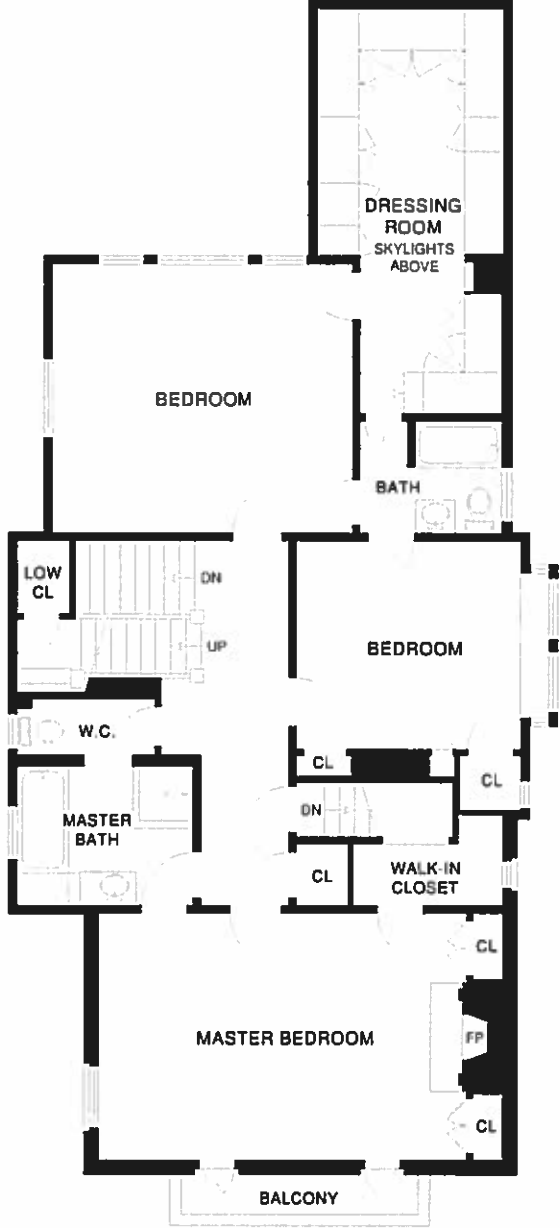 DRESSING
ROOM
SKYLIGHTS
ABOVE
BEDROOM
BATH
LOW
CL
DN
UP
BEDROOM
W.C.
CL
CL
DN
MASTER
BATH
CL
WALK-IN
CLOSET
CL
MASTER BEDROOM
FP
CL
BALCONY